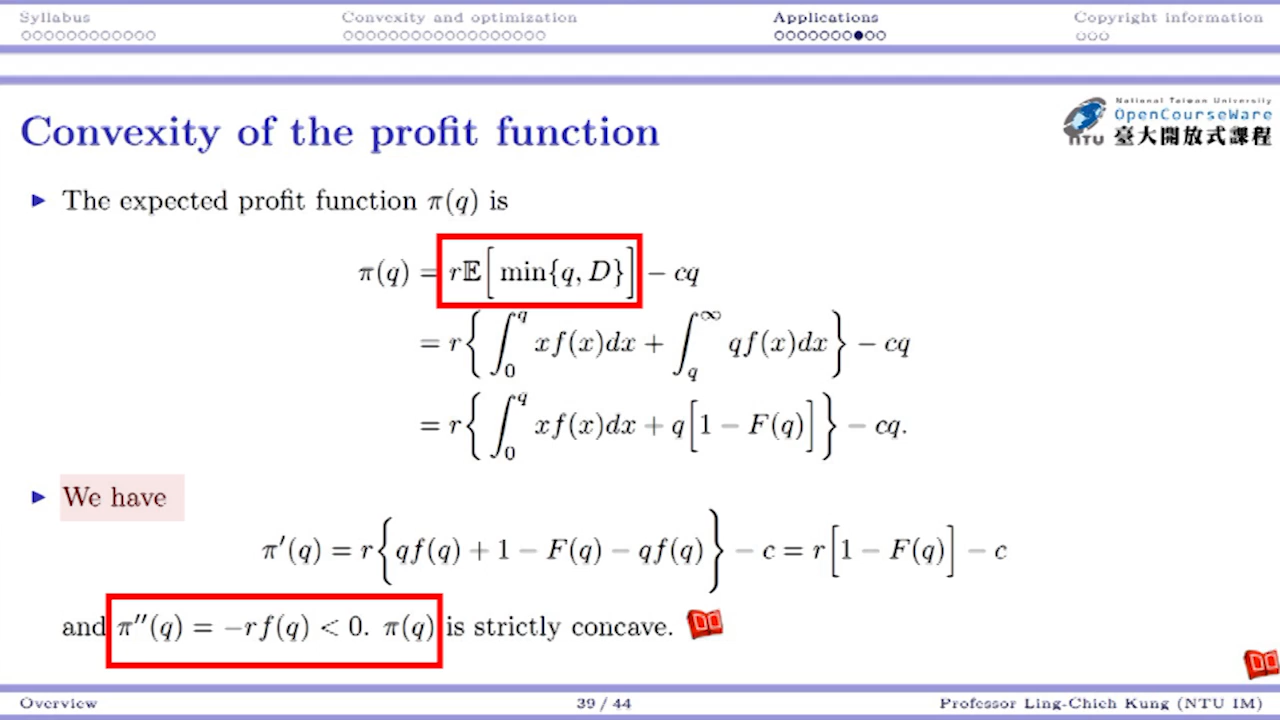 Syllabus Convexity and optimization Applications Copyright information
National Taiwan University
OpenCourseWare
NTU 臺大開放式課程
Convexity of the profit function
▶ The expected profit function π(q) is
π(q) = rE[ min{q, D}] − cq
= r{ ∫_0^q xf(x)dx + ∫_q^∞ qf(x)dx } − cq
= r{ ∫_0^q xf(x)dx + q[1 − F(q)] } − cq.
▶ We have
π′(q) = r{qf(q) + 1 − F(q) − qf(q)} − c = r[1 − F(q)] − c
and π″(q) = −rf(q) < 0. π(q) is strictly concave.
Overview 39 / 44 Professor Ling-Chieh Kung (NTU IM)